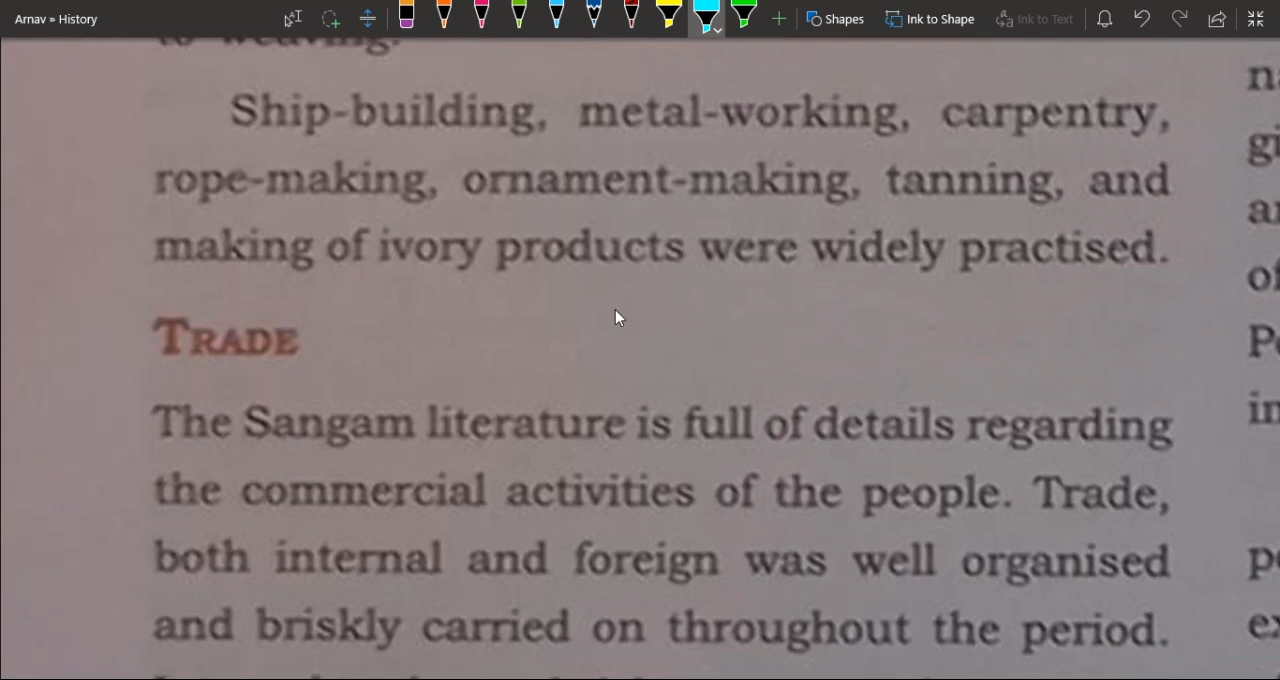 Arnav » History
Shapes
Ink to Shape
Ink to Text
to weaving.
Ship-building, metal-working, carpentry,
rope-making, ornament-making, tanning, and
making of ivory products were widely practised.
TRADE
The Sangam literature is full of details regarding
the commercial activities of the people. Trade,
both internal and foreign was well organised
and briskly carried on throughout the period.